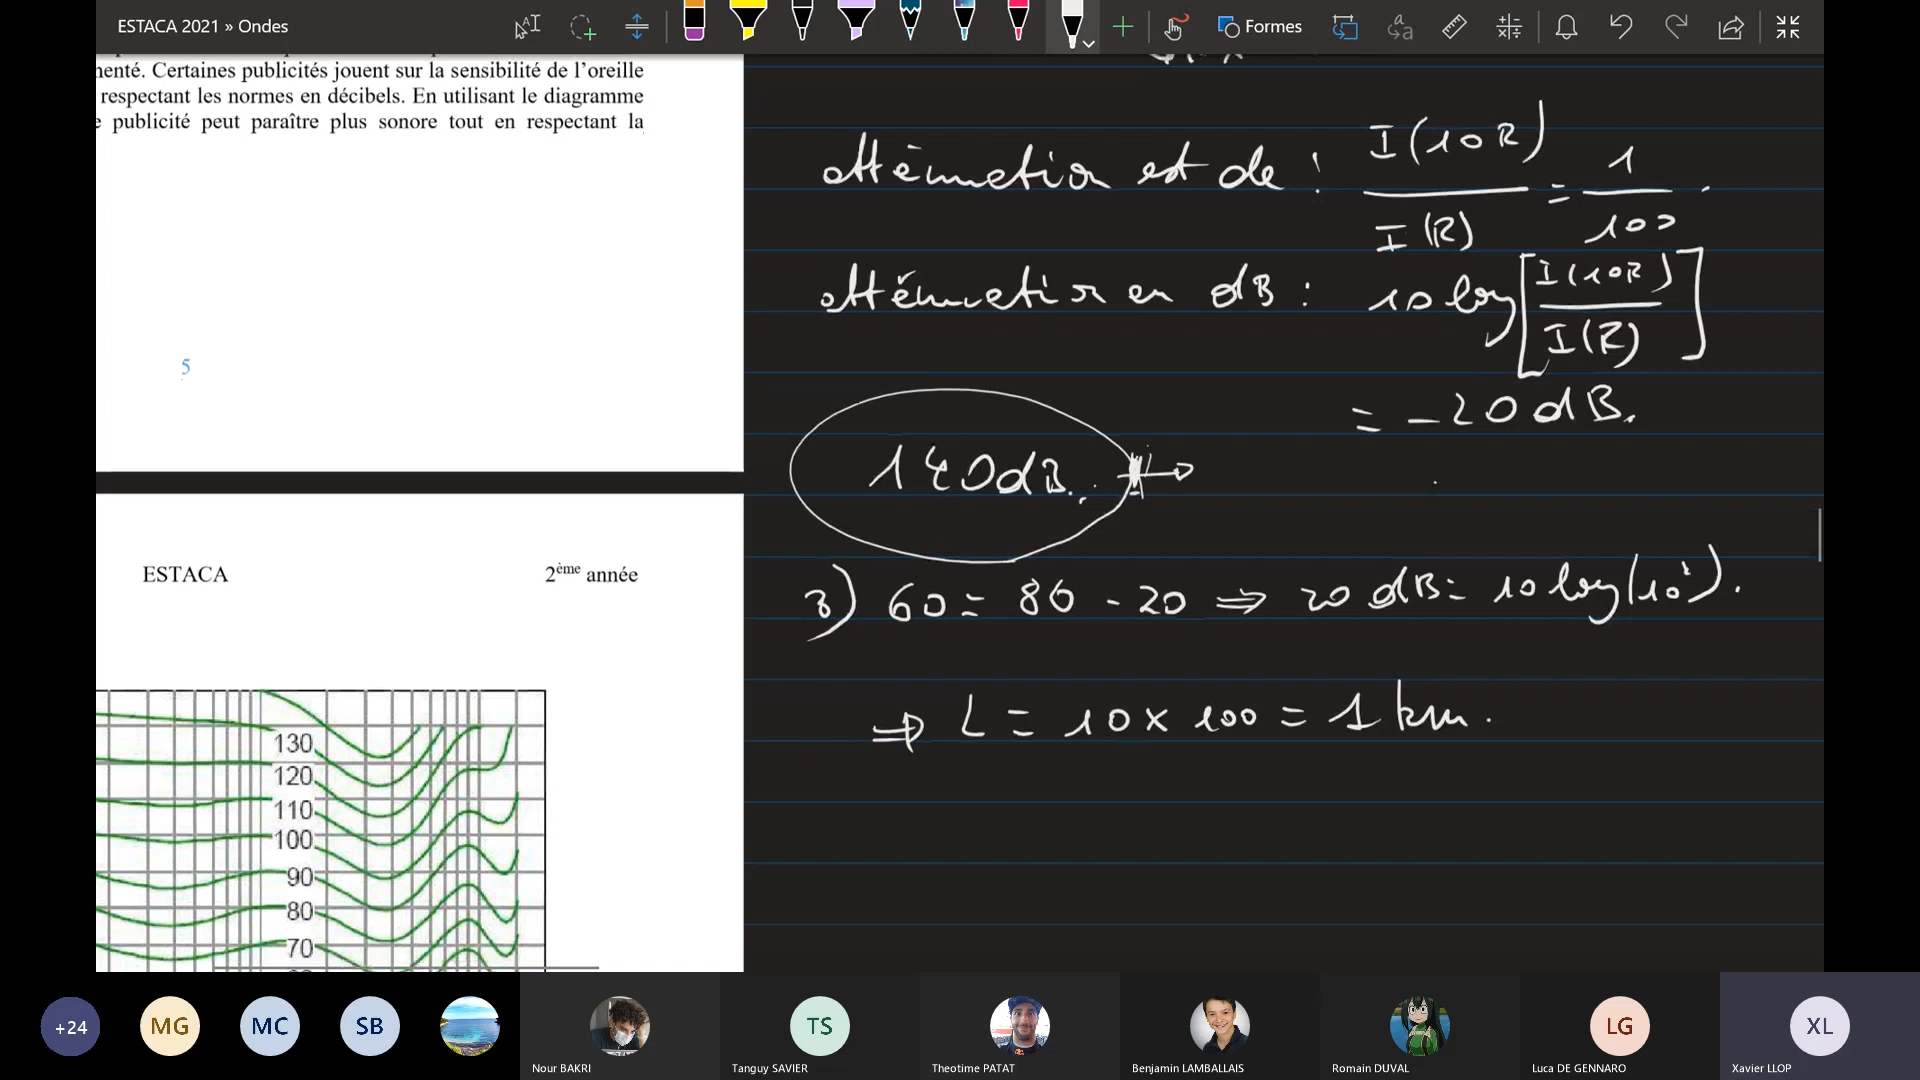 ESTACA 2021 » Ondes
Formes
menté. Certaines publicités jouent sur la sensibilité de l'oreille
respectant les normes en décibels. En utilisant le diagramme
e publicité peut paraître plus sonore tout en respectant la
5
ESTACA 2ème année
130
120
110
100
90
80
70
atténuation est de : I(10R) / I(R) = 1 / 100 .
atténuation en dB : 10 log [ I(10R) / I(R) ]
= -20 dB.
140 dB.
3) 60 = 80 - 20 ⇒ 20 dB = 10 log(10²).
⇒ L = 10 x 100 = 1 km.
+24
MG
MC
SB
TS
LG
XL
Nour BAKRI
Tanguy SAVIER
Theotime PATAT
Benjamin LAMBALLAIS
Romain DUVAL
Luca DE GENNARO
Xavier LLOP